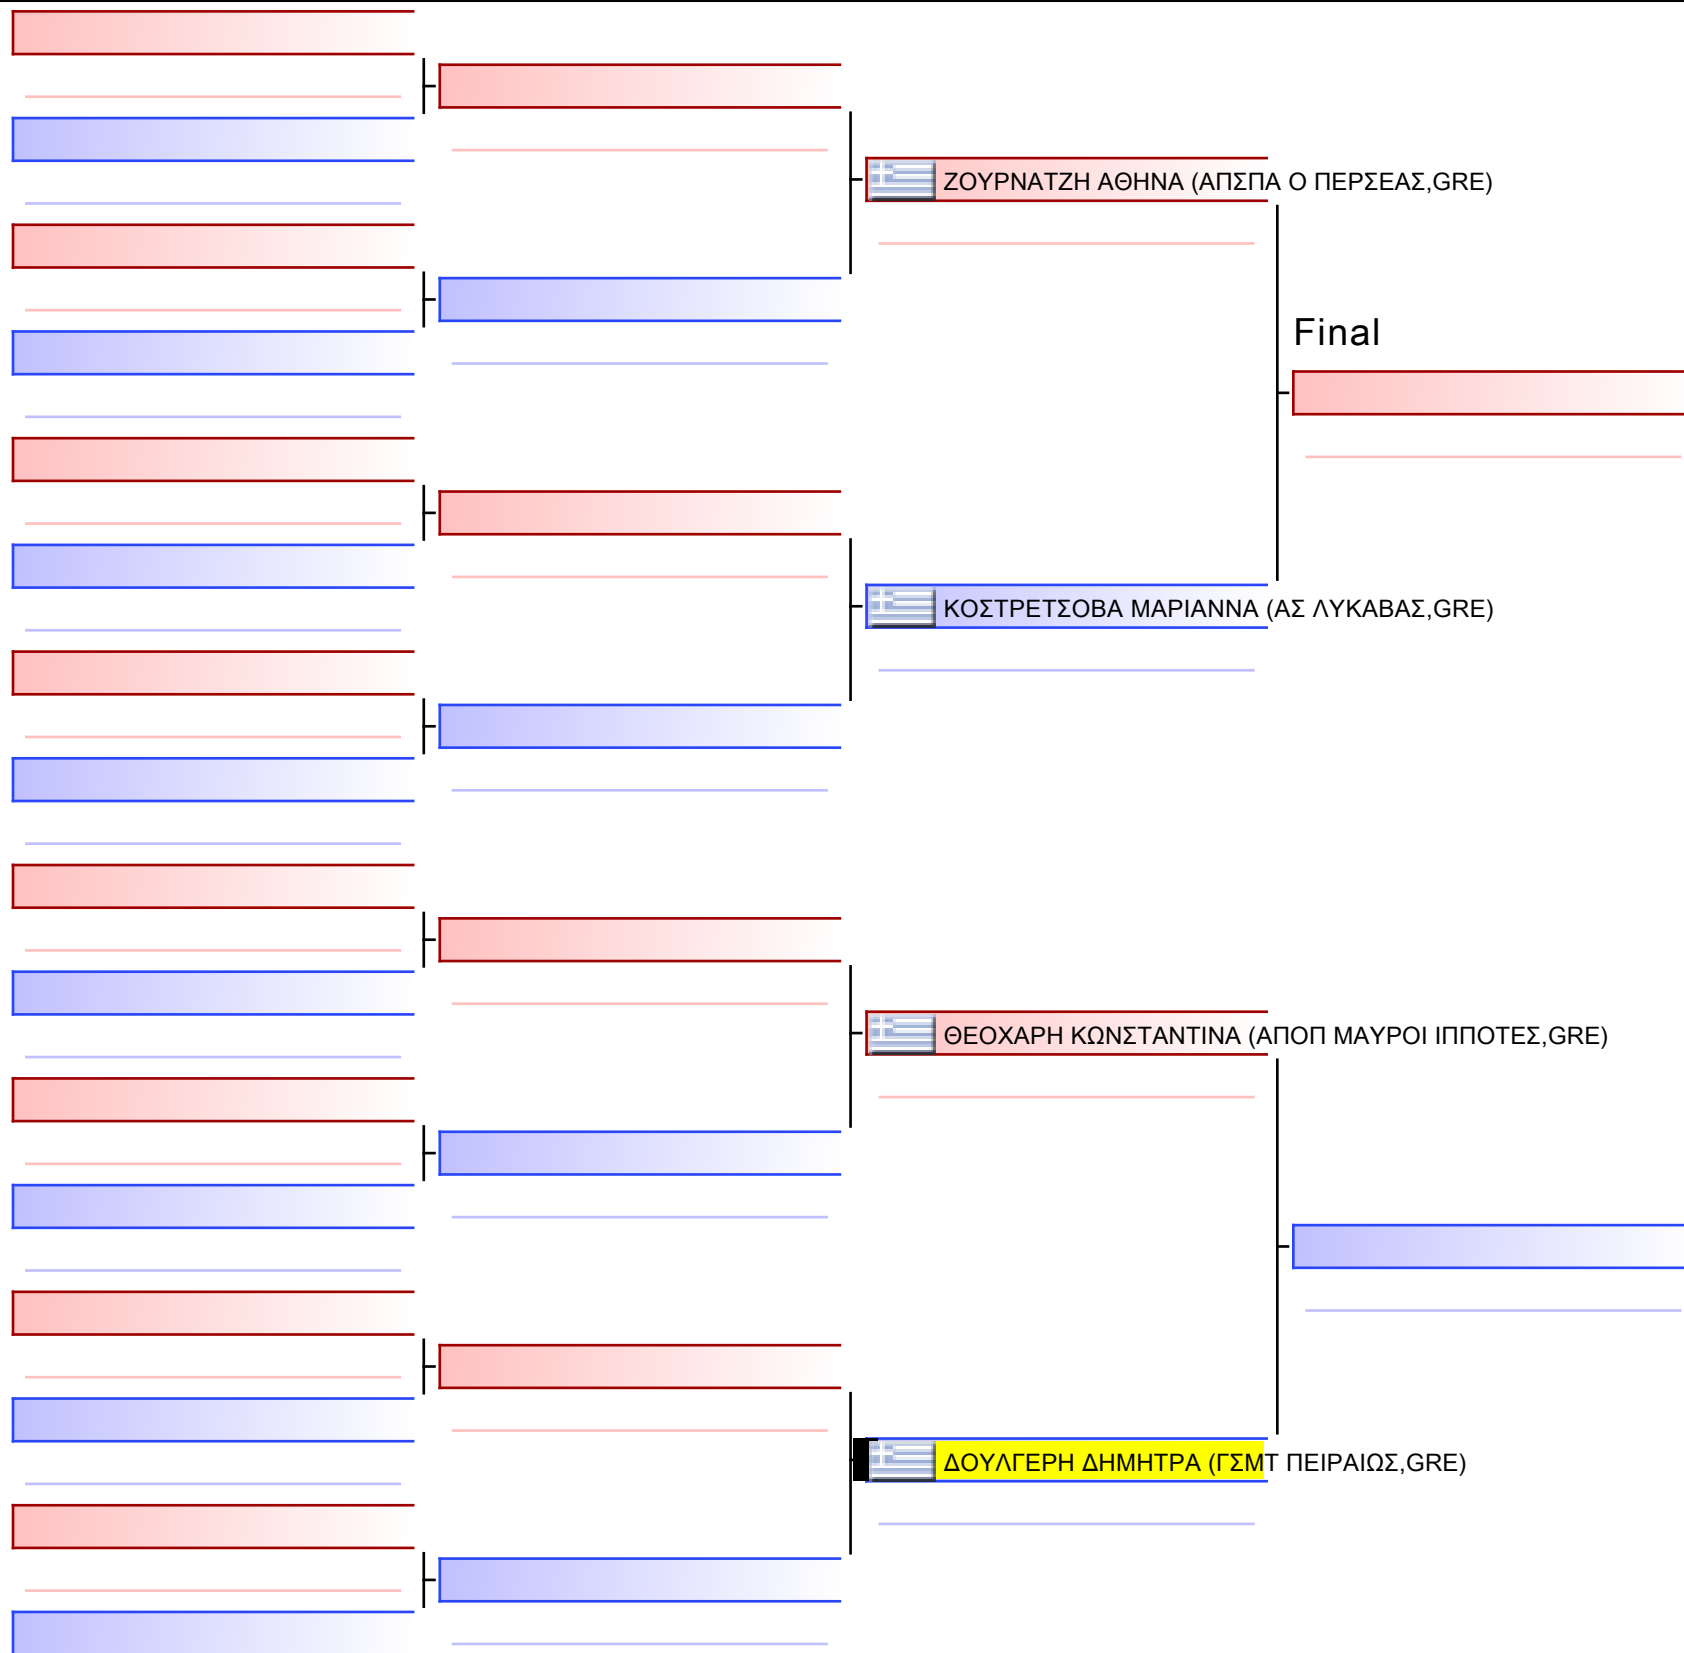 ΖΟΥΡΝΑΤΖΗ ΑΘΗΝΑ (ΑΠΣΠΑ Ο ΠΕΡΣΕΑΣ,GRE)
Final
ΚΟΣΤΡΕΤΣΟΒΑ ΜΑΡΙΑΝΝΑ (ΑΣ ΛΥΚΑΒΑΣ,GRE)
ΘΕΟΧΑΡΗ ΚΩΝΣΤΑΝΤΙΝΑ (ΑΠΟΠ ΜΑΥΡΟΙ ΙΠΠΟΤΕΣ,GRE)
ΔΟΥΛΓΕΡΗ ΔΗΜΗΤΡΑ (ΓΣΜΤ ΠΕΙΡΑΙΩΣ,GRE)